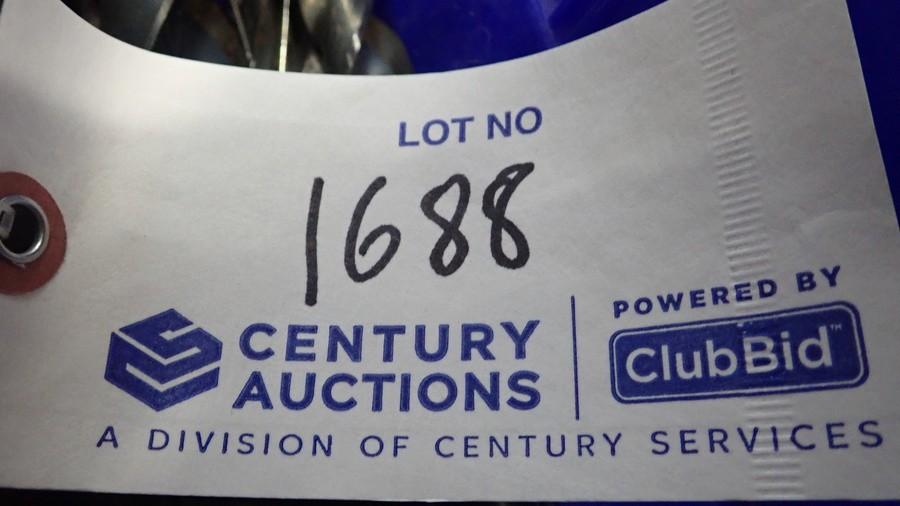 LOT NO
1688
CENTURY
AUCTIONS
POWERED BY
ClubBid™
A DIVISION OF CENTURY SERVICES